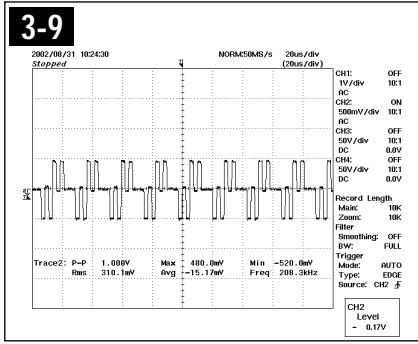 3-9
2002/08/31 10:24:30 NORM:50MS/s 20us/div
Stopped (20us/div)
CH1: OFF
1V/div 10:1
AC
CH2: ON
500mV/div 10:1
AC
CH3: OFF
50V/div 10:1
DC 0.0V
CH4: OFF
50V/div 10:1
DC 0.0V
Record Length
Main: 10K
Zoom: 10K
Filter
Smoothing: OFF
BW: FULL
Trigger
Mode: AUTO
Type: EDGE
Source: CH2
Trace2: P-P 1.000V Max 480.0mV Min -520.0mV
Rms 310.1mV Avg -15.17mV Freq 208.3kHz
CH2
Level
- 0.17V